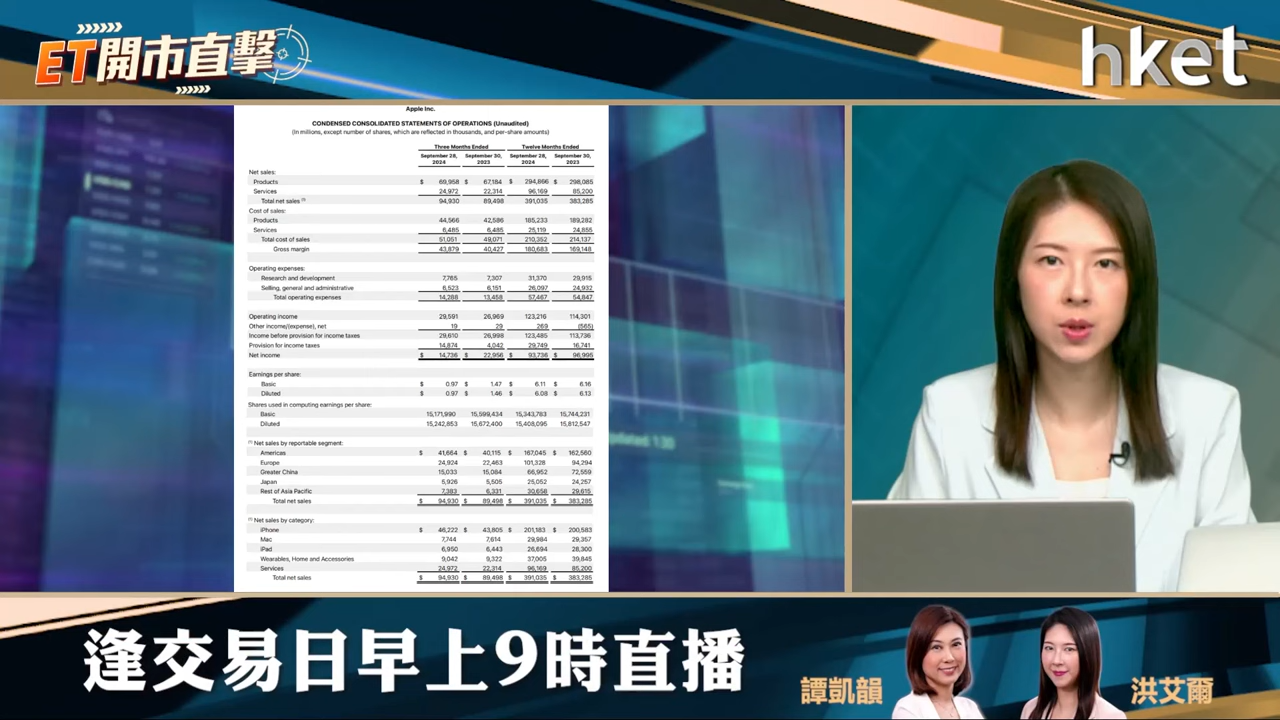 ET開市直擊
hket
Apple Inc.
CONDENSED CONSOLIDATED STATEMENTS OF OPERATIONS (Unaudited)
(In millions, except number of shares, which are reflected in thousands, and per-share amounts)
Three Months Ended Twelve Months Ended
September 28, 2024 September 30, 2023 September 28, 2024 September 30, 2023
Net sales:
Products $ 69,958 $ 67,184 $ 294,866 $ 298,085
Services 24,972 22,314 96,169 85,200
Total net sales (1) 94,930 89,498 391,035 383,285
Cost of sales:
Products 44,566 42,586 185,233 189,282
Services 6,485 6,485 25,119 24,855
Total cost of sales 51,051 49,071 210,352 214,137
Gross margin 43,879 40,427 180,683 169,148
Operating expenses:
Research and development 7,765 7,307 31,370 29,915
Selling, general and administrative 6,523 6,151 26,097 24,932
Total operating expenses 14,288 13,458 57,467 54,847
Operating income 29,591 26,969 123,216 114,301
Other income/(expense), net 19 29 269 (565)
Income before provision for income taxes 29,610 26,998 123,485 113,736
Provision for income taxes 14,874 4,042 29,749 16,741
Net income $ 14,736 $ 22,956 $ 93,736 $ 96,995
Earnings per share:
Basic $ 0.97 $ 1.47 $ 6.11 $ 6.16
Diluted $ 0.97 $ 1.46 $ 6.08 $ 6.13
Shares used in computing earnings per share:
Basic 15,171,990 15,599,434 15,343,783 15,744,231
Diluted 15,242,853 15,672,400 15,408,095 15,812,547
(1) Net sales by reportable segment:
Americas $ 41,664 $ 40,115 $ 167,045 $ 162,560
Europe 24,924 22,463 101,328 94,294
Greater China 15,033 15,084 66,952 72,559
Japan 5,926 5,505 25,052 24,257
Rest of Asia Pacific 7,383 6,331 30,658 29,615
Total net sales $ 94,930 $ 89,498 $ 391,035 $ 383,285
(1) Net sales by category:
iPhone $ 46,222 $ 43,805 $ 201,183 $ 200,583
Mac 7,744 7,614 29,984 29,357
iPad 6,950 6,443 26,694 28,300
Wearables, Home and Accessories 9,042 9,322 37,005 39,845
Services 24,972 22,314 96,169 85,200
Total net sales $ 94,930 $ 89,498 $ 391,035 $ 383,285
逢交易日早上9時直播
譚凱韻
洪艾爾